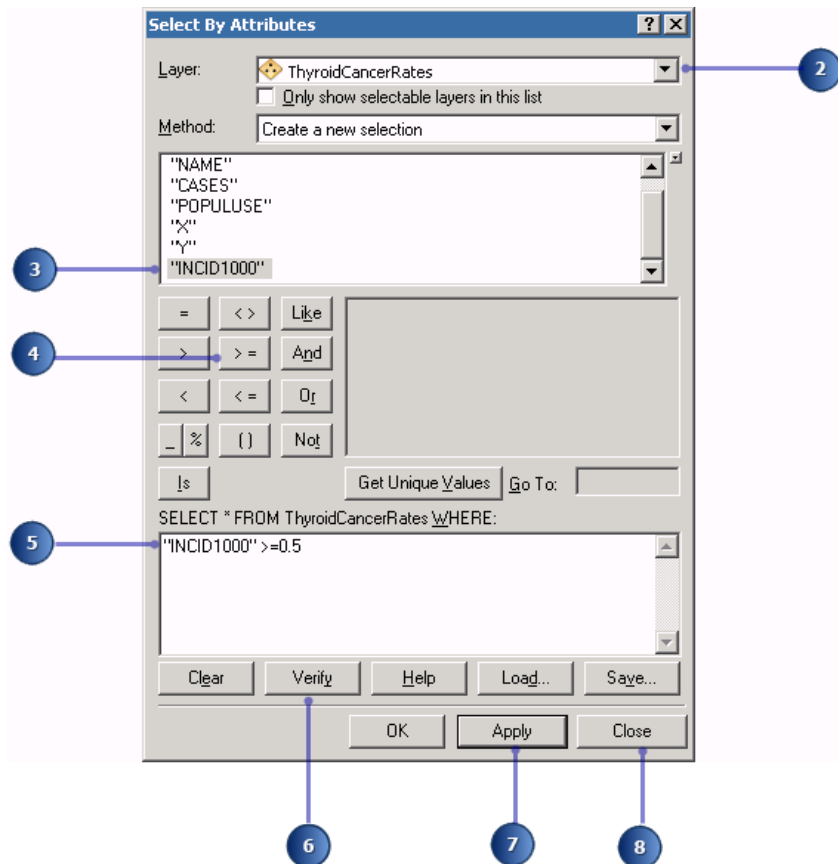 Select By Attributes
Layer: ThyroidCancerRates 2
Only show selectable layers in this list
Method: Create a new selection
"NAME"
"CASES"
"POPULUSE"
"X"
"Y"
3 "INCID1000"
= < > Like
4 > > = And
< < = Or
_ % ( ) Not
Is Get Unique Values Go To:
SELECT * FROM ThyroidCancerRates WHERE:
5 "INCID1000" >=0.5
Clear Verify Help Load... Save...
OK Apply Close
6 7 8